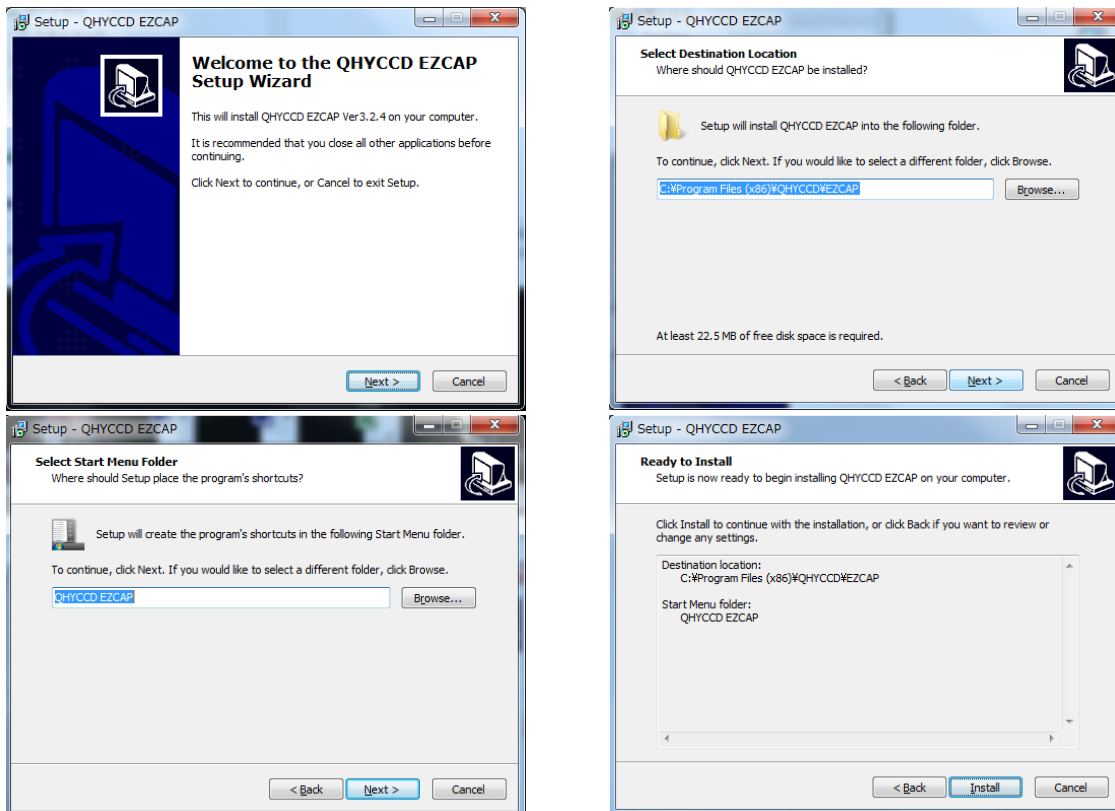 Setup - QHYCCD EZCAP
Welcome to the QHYCCD EZCAP
Setup Wizard
This will install QHYCCD EZCAP Ver3.2.4 on your computer.
It is recommended that you close all other applications before
continuing.
Click Next to continue, or Cancel to exit Setup.
Next >
Cancel
Setup - QHYCCD EZCAP
Select Destination Location
Where should QHYCCD EZCAP be installed?
Setup will install QHYCCD EZCAP into the following folder.
To continue, click Next. If you would like to select a different folder, click Browse.
C:¥Program Files (x86)¥QHYCCD¥EZCAP
Browse...
At least 22.5 MB of free disk space is required.
< Back
Next >
Cancel
Setup - QHYCCD EZCAP
Select Start Menu Folder
Where should Setup place the program's shortcuts?
Setup will create the program's shortcuts in the following Start Menu folder.
To continue, click Next. If you would like to select a different folder, click Browse.
QHYCCD EZCAP
Browse...
< Back
Next >
Cancel
Setup - QHYCCD EZCAP
Ready to Install
Setup is now ready to begin installing QHYCCD EZCAP on your computer.
Click Install to continue with the installation, or click Back if you want to review or
change any settings.
Destination location:
C:¥Program Files (x86)¥QHYCCD¥EZCAP
Start Menu folder:
QHYCCD EZCAP
< Back
Install
Cancel